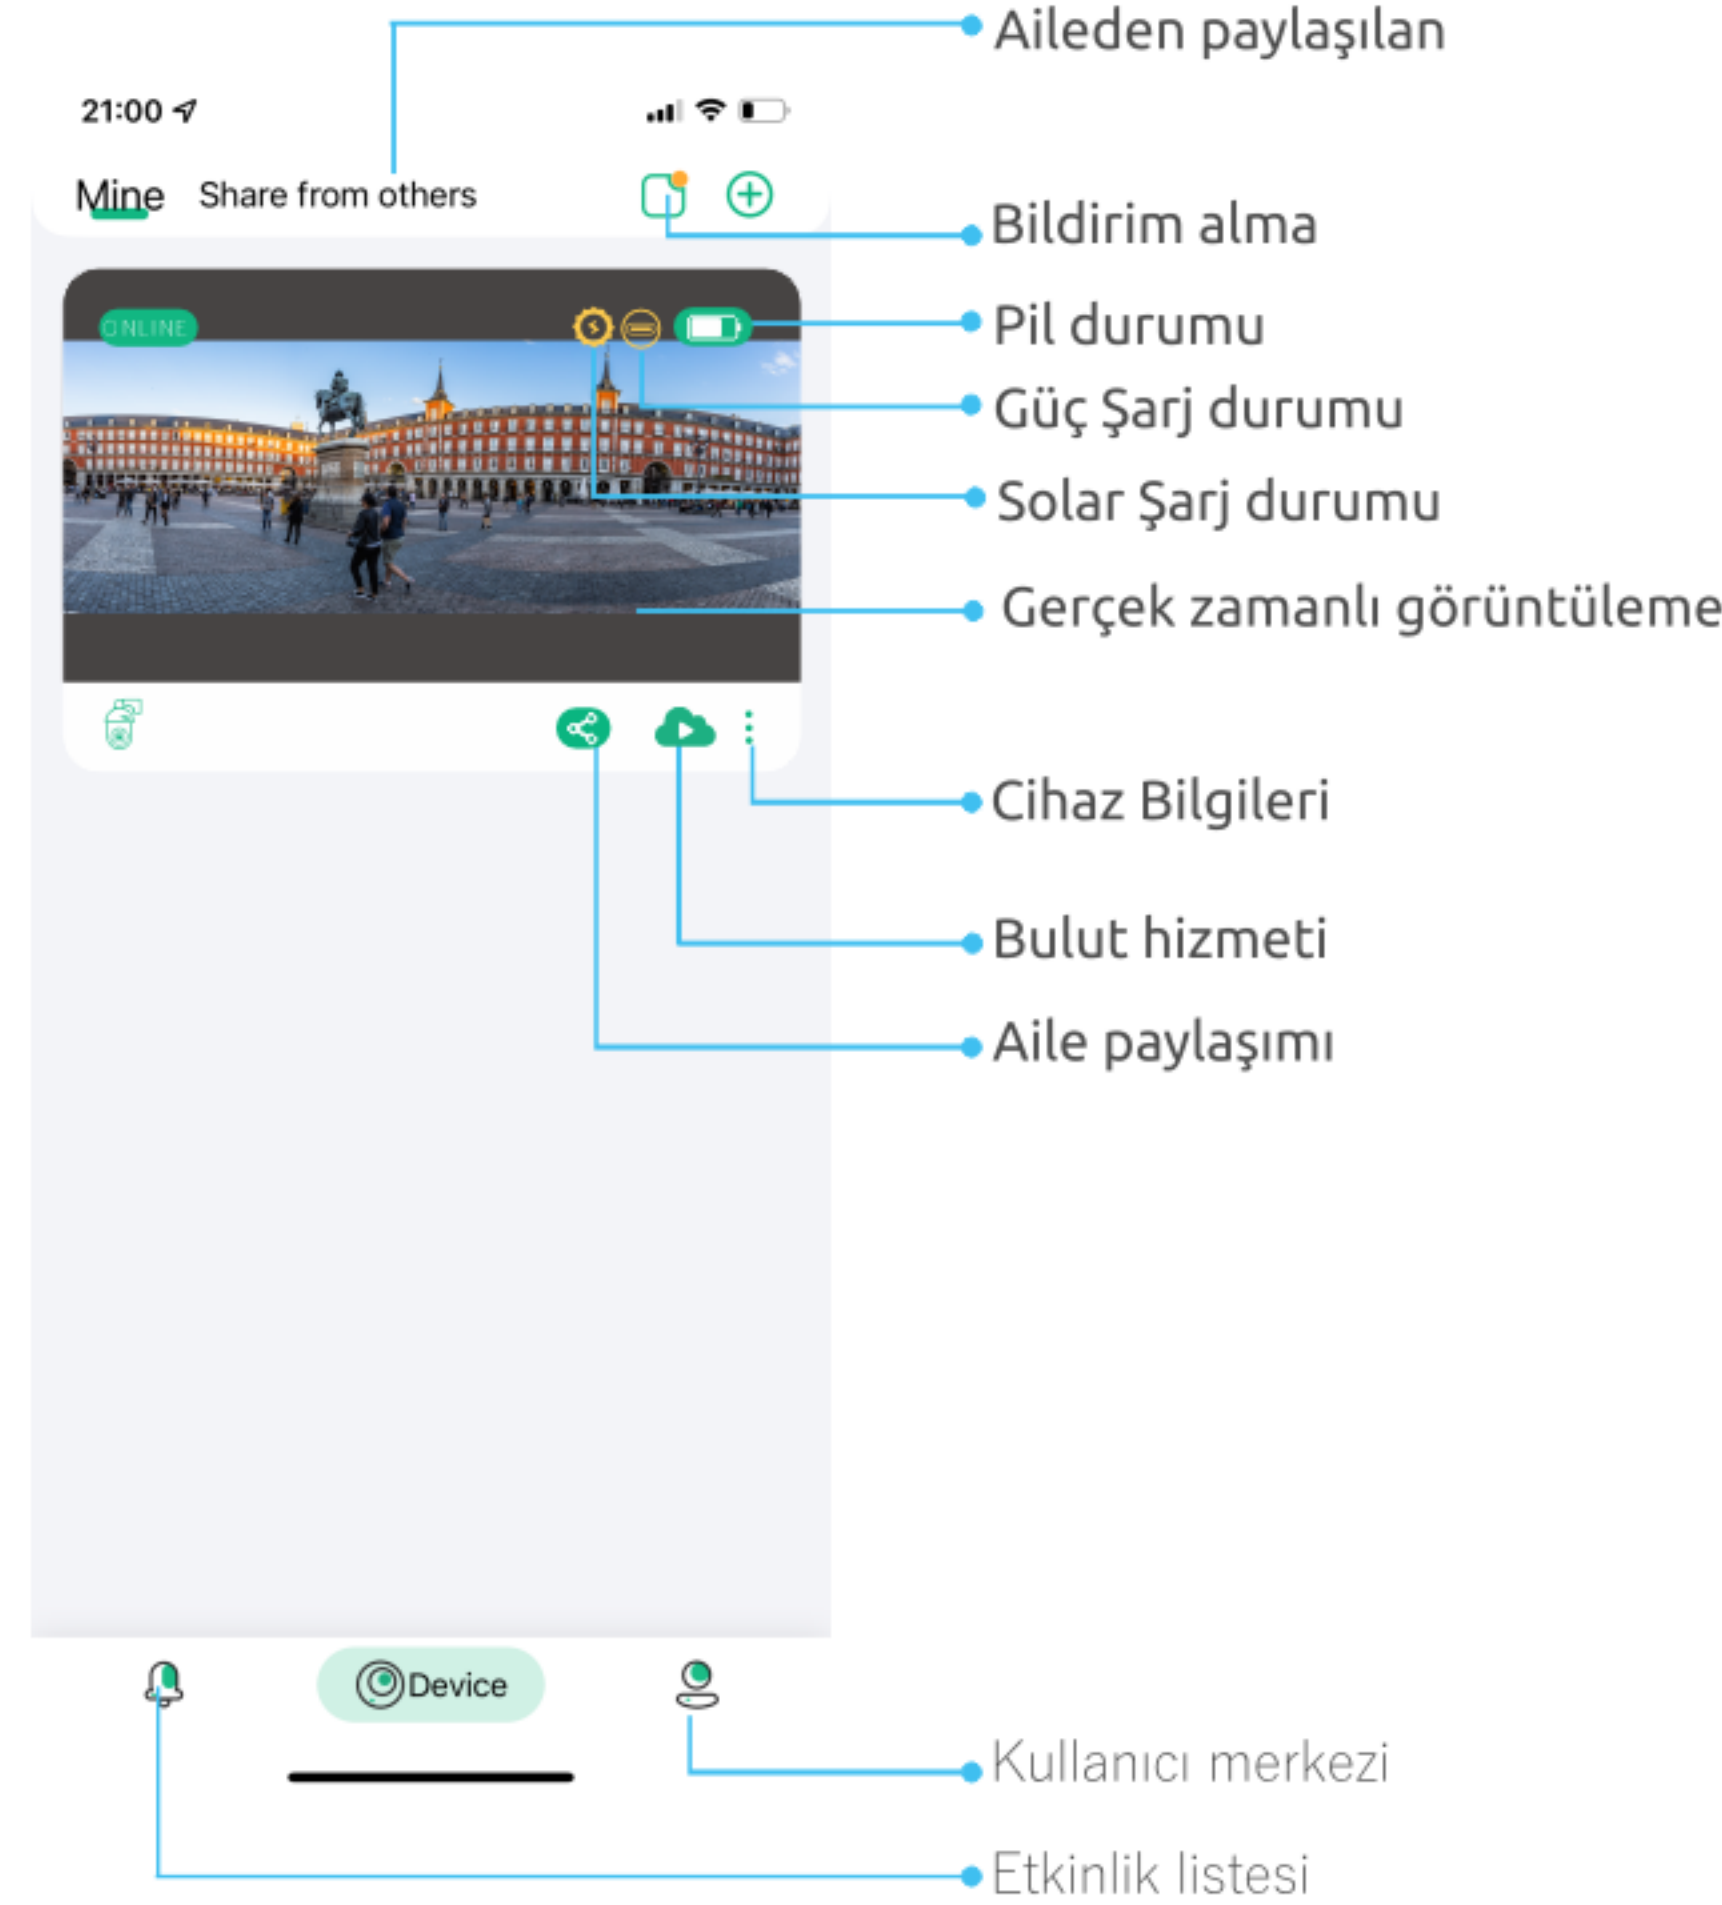 Aileden paylaşılan
21:00
Mine Share from others
Bildirim alma
ONLINE
Pil durumu
Güç Şarj durumu
Solar Şarj durumu
Gerçek zamanlı görüntüleme
Cihaz Bilgileri
Bulut hizmeti
Aile paylaşımı
Device
Kullanıcı merkezi
Etkinlik listesi